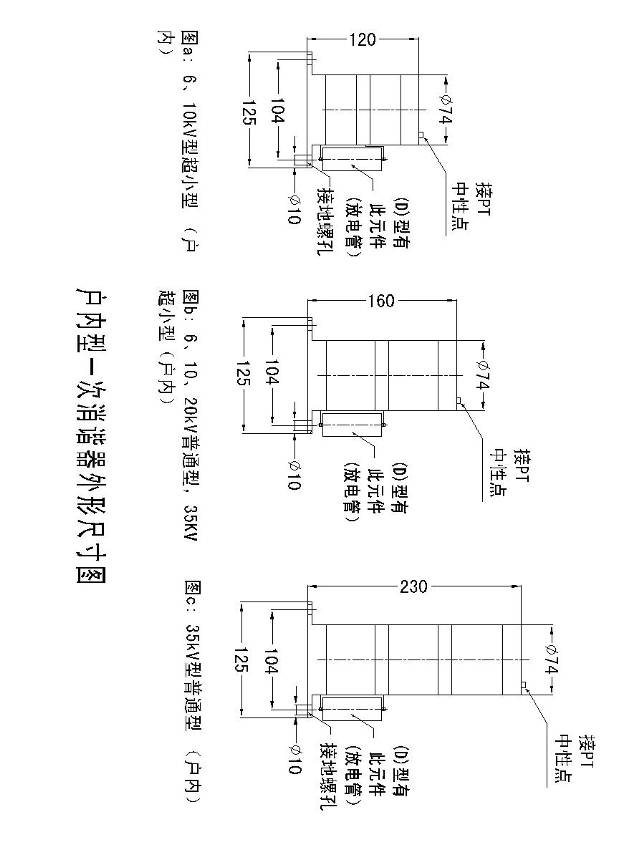 120
Ø74
接PT
中性点
104
125
Ø10
(D)型有
此元件
(放电管)
接地螺孔
图a: 6、10kV型超小型 （户
内）
160
Ø74
接PT
中性点
104
125
Ø10
(D)型有
此元件
(放电管)
图b: 6、10、20kV普通型, 35KV
超小型（户内）
230
Ø74
接PT
中性点
104
125
Ø10
(D)型有
此元件
(放电管)
接地螺孔
图c: 35kV型普通型 （户内）
户内型一次消谐器外形尺寸图